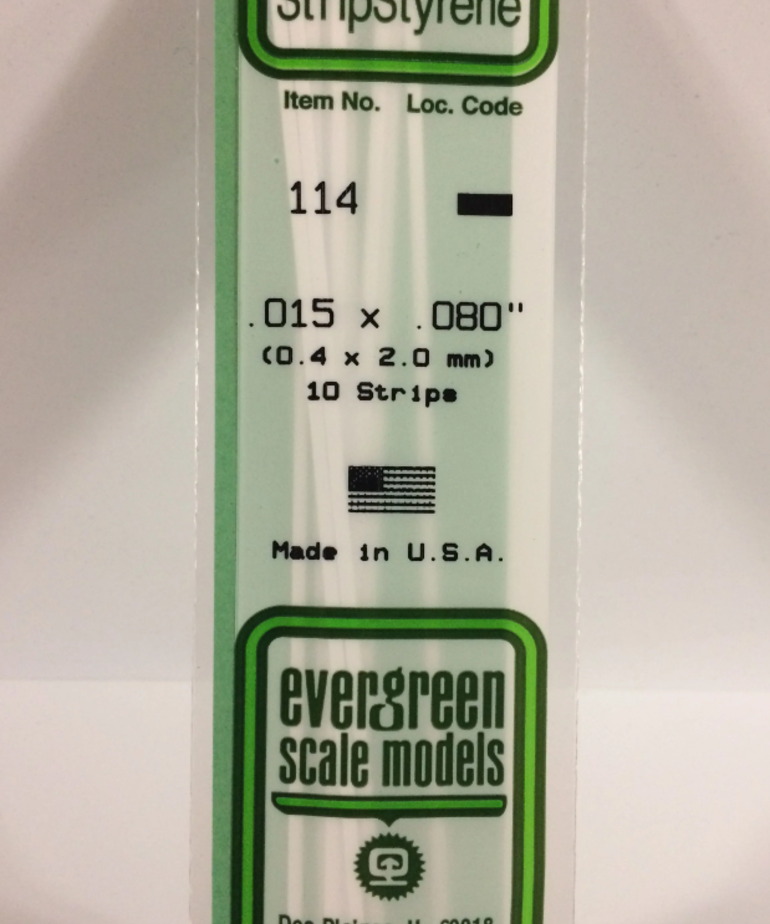 StripStyrene
Item No. Loc. Code
114
.015 x .080"
(0.4 x 2.0 mm)
10 Strips
Made in U.S.A.
evergreen
scale models